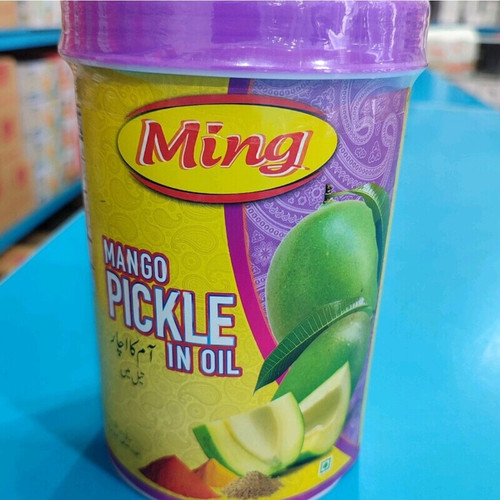 Ming
MANGO
PICKLE
IN OIL
آم کا اچار
تیل میں